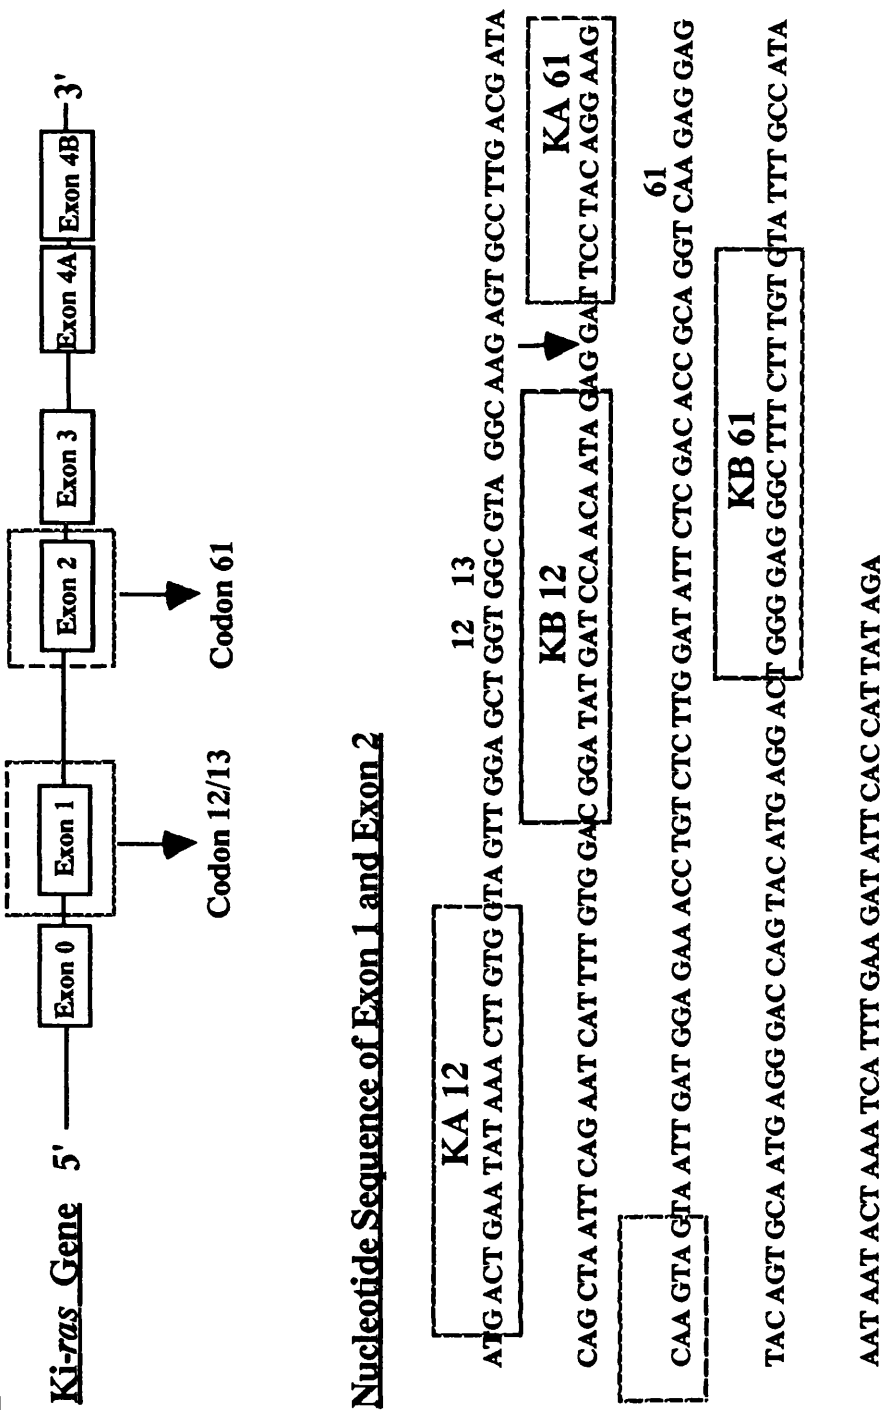 Ki-ras Gene 5' Exon 0 Exon 1 Exon 2 Exon 3 Exon 4A Exon 4B 3'
Codon 12/13 Codon 61
Nucleotide Sequence of Exon 1 and Exon 2
KA 12 12 13
ATG ACT GAA TAT AAA CTT GTG GTA GTT GGA GCT GGT GGC GTA GGC AAG AGT GCC TTG ACG ATA
KB 12 KA 61
CAG CTA ATT CAG AAT CAT TTT GTG GAC GGA TAT GAT CCA ACA ATA GAG GAT TCC TAC AGG AAG
61
CAA GTA GTA ATT GAT GGA GAA ACC TGT CTC TTG GAT ATT CTC GAC ACC GCA GGT CAA GAG GAG
KB 61
TAC AGT GCA ATG AGG GAC CAG TAC ATG AGG ACT GGG GAG GGC TTT CTT TGT GTA TTT GCC ATA
AAT AAT ACT AAA TCA TTT GAA GAT ATT CAC CAT TAT AGA